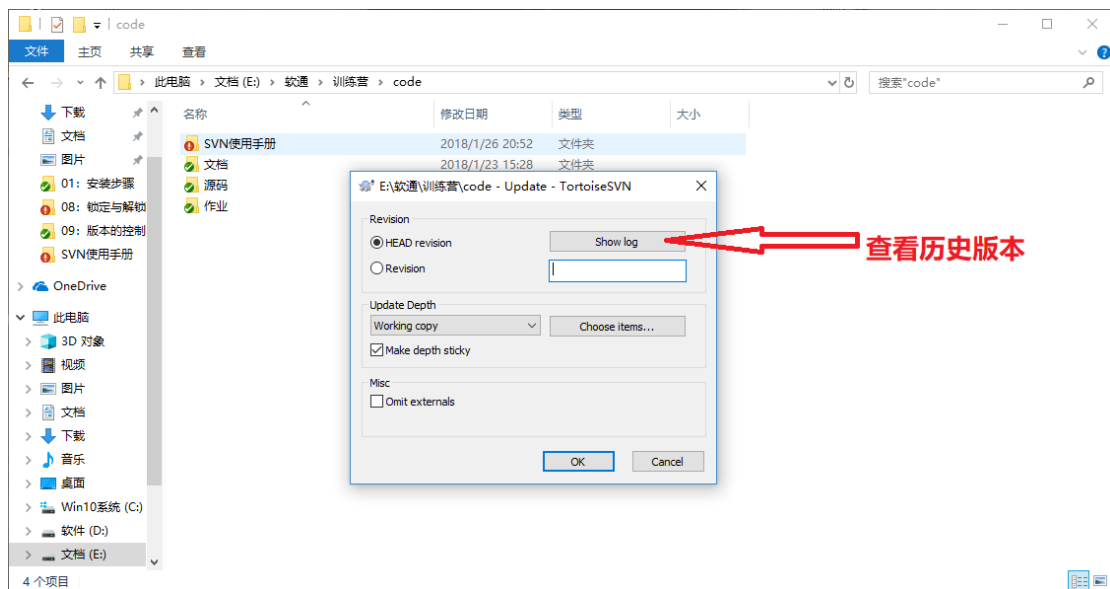 code
文件 主页 共享 查看
此电脑 › 文档 (E:) › 软通 › 训练营 › code
搜索"code"
下载
文档
图片
01：安装步骤
08：锁定与解锁
09：版本的控制
SVN使用手册
OneDrive
此电脑
3D 对象
视频
图片
文档
下载
音乐
桌面
Win10系统 (C:)
软件 (D:)
文档 (E:)
名称 修改日期 类型 大小
SVN使用手册 2018/1/26 20:52 文件夹
文档 2018/1/23 15:28 文件夹
源码
作业
E:\软通\训练营\code - Update - TortoiseSVN
Revision
HEAD revision Show log
Revision
Update Depth
Working copy Choose items...
Make depth sticky
Misc
Omit externals
OK Cancel
查看历史版本
4 个项目